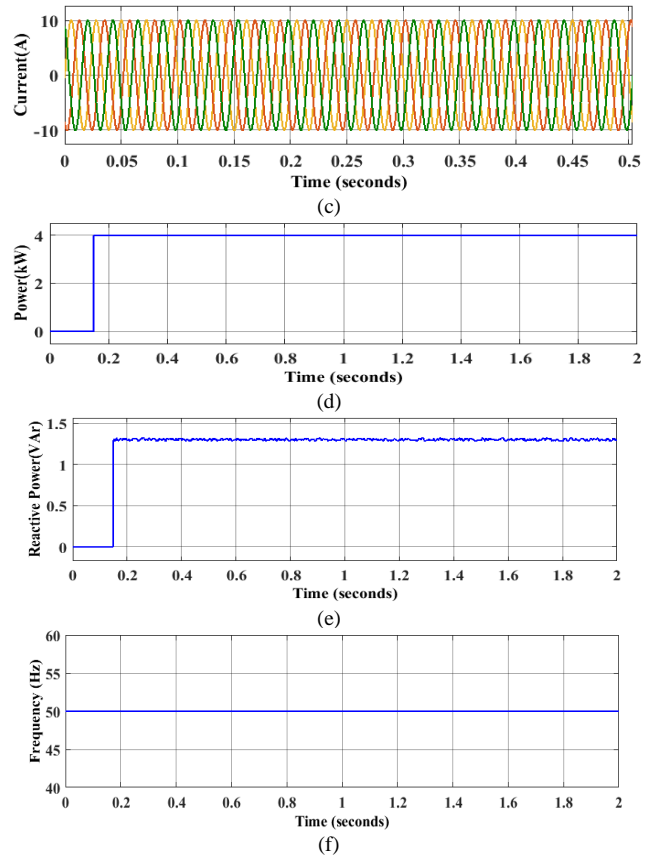 10
0
-10
Current(A)
0 0.05 0.1 0.15 0.2 0.25 0.3 0.35 0.4 0.45 0.5
Time (seconds)
(c)
4
2
0
Power(kW)
0 0.2 0.4 0.6 0.8 1 1.2 1.4 1.6 1.8 2
Time (seconds)
(d)
1.5
1
0.5
0
Reactive Power(VAr)
0 0.2 0.4 0.6 0.8 1 1.2 1.4 1.6 1.8 2
Time (seconds)
(e)
60
55
50
45
40
Frequency (Hz)
0 0.2 0.4 0.6 0.8 1 1.2 1.4 1.6 1.8 2
Time (seconds)
(f)